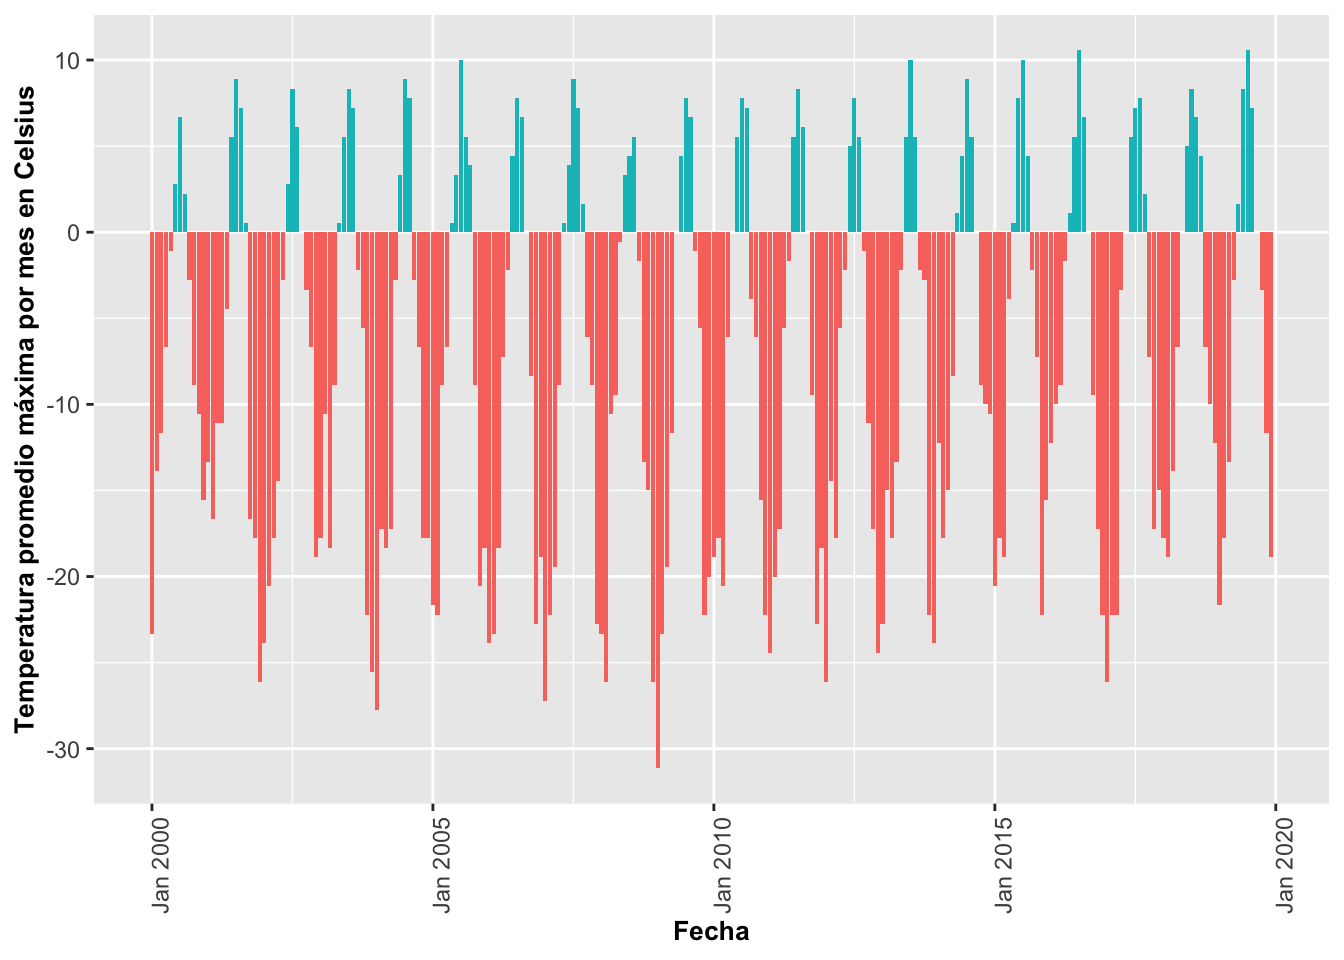 Temperatura promedio máxima por mes en Celsius
10
0
-10
-20
-30
Jan 2000
Jan 2005
Jan 2010
Jan 2015
Jan 2020
Fecha